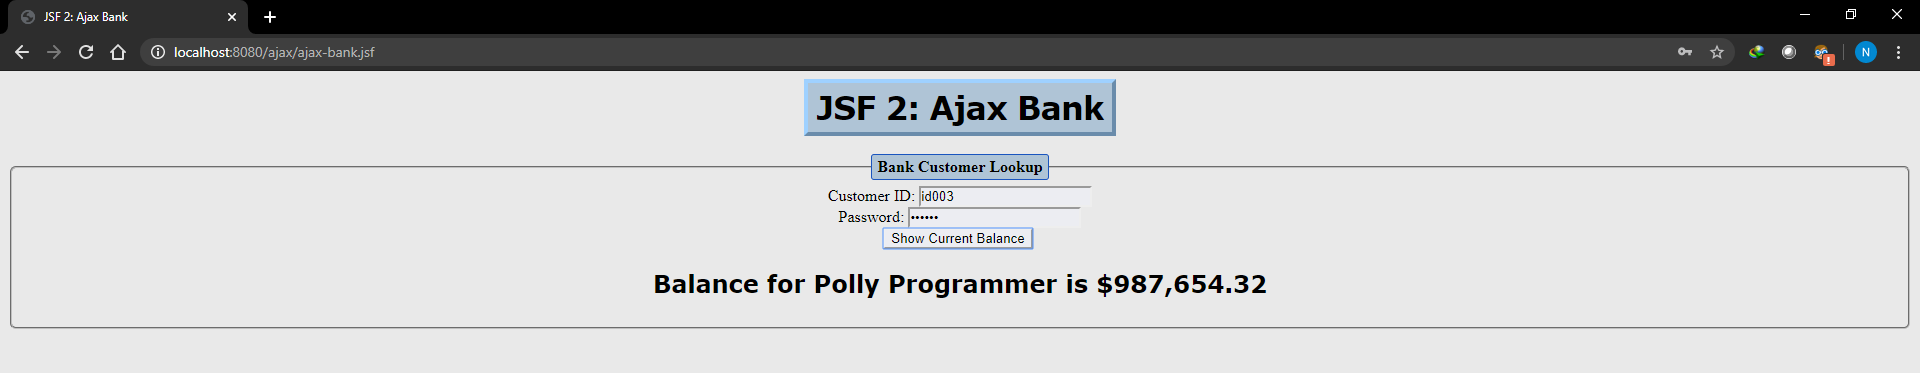 JSF 2: Ajax Bank
localhost:8080/ajax/ajax-bank.jsf
N
JSF 2: Ajax Bank
Bank Customer Lookup
Customer ID: id003
Password: ••••••
Show Current Balance
Balance for Polly Programmer is $987,654.32